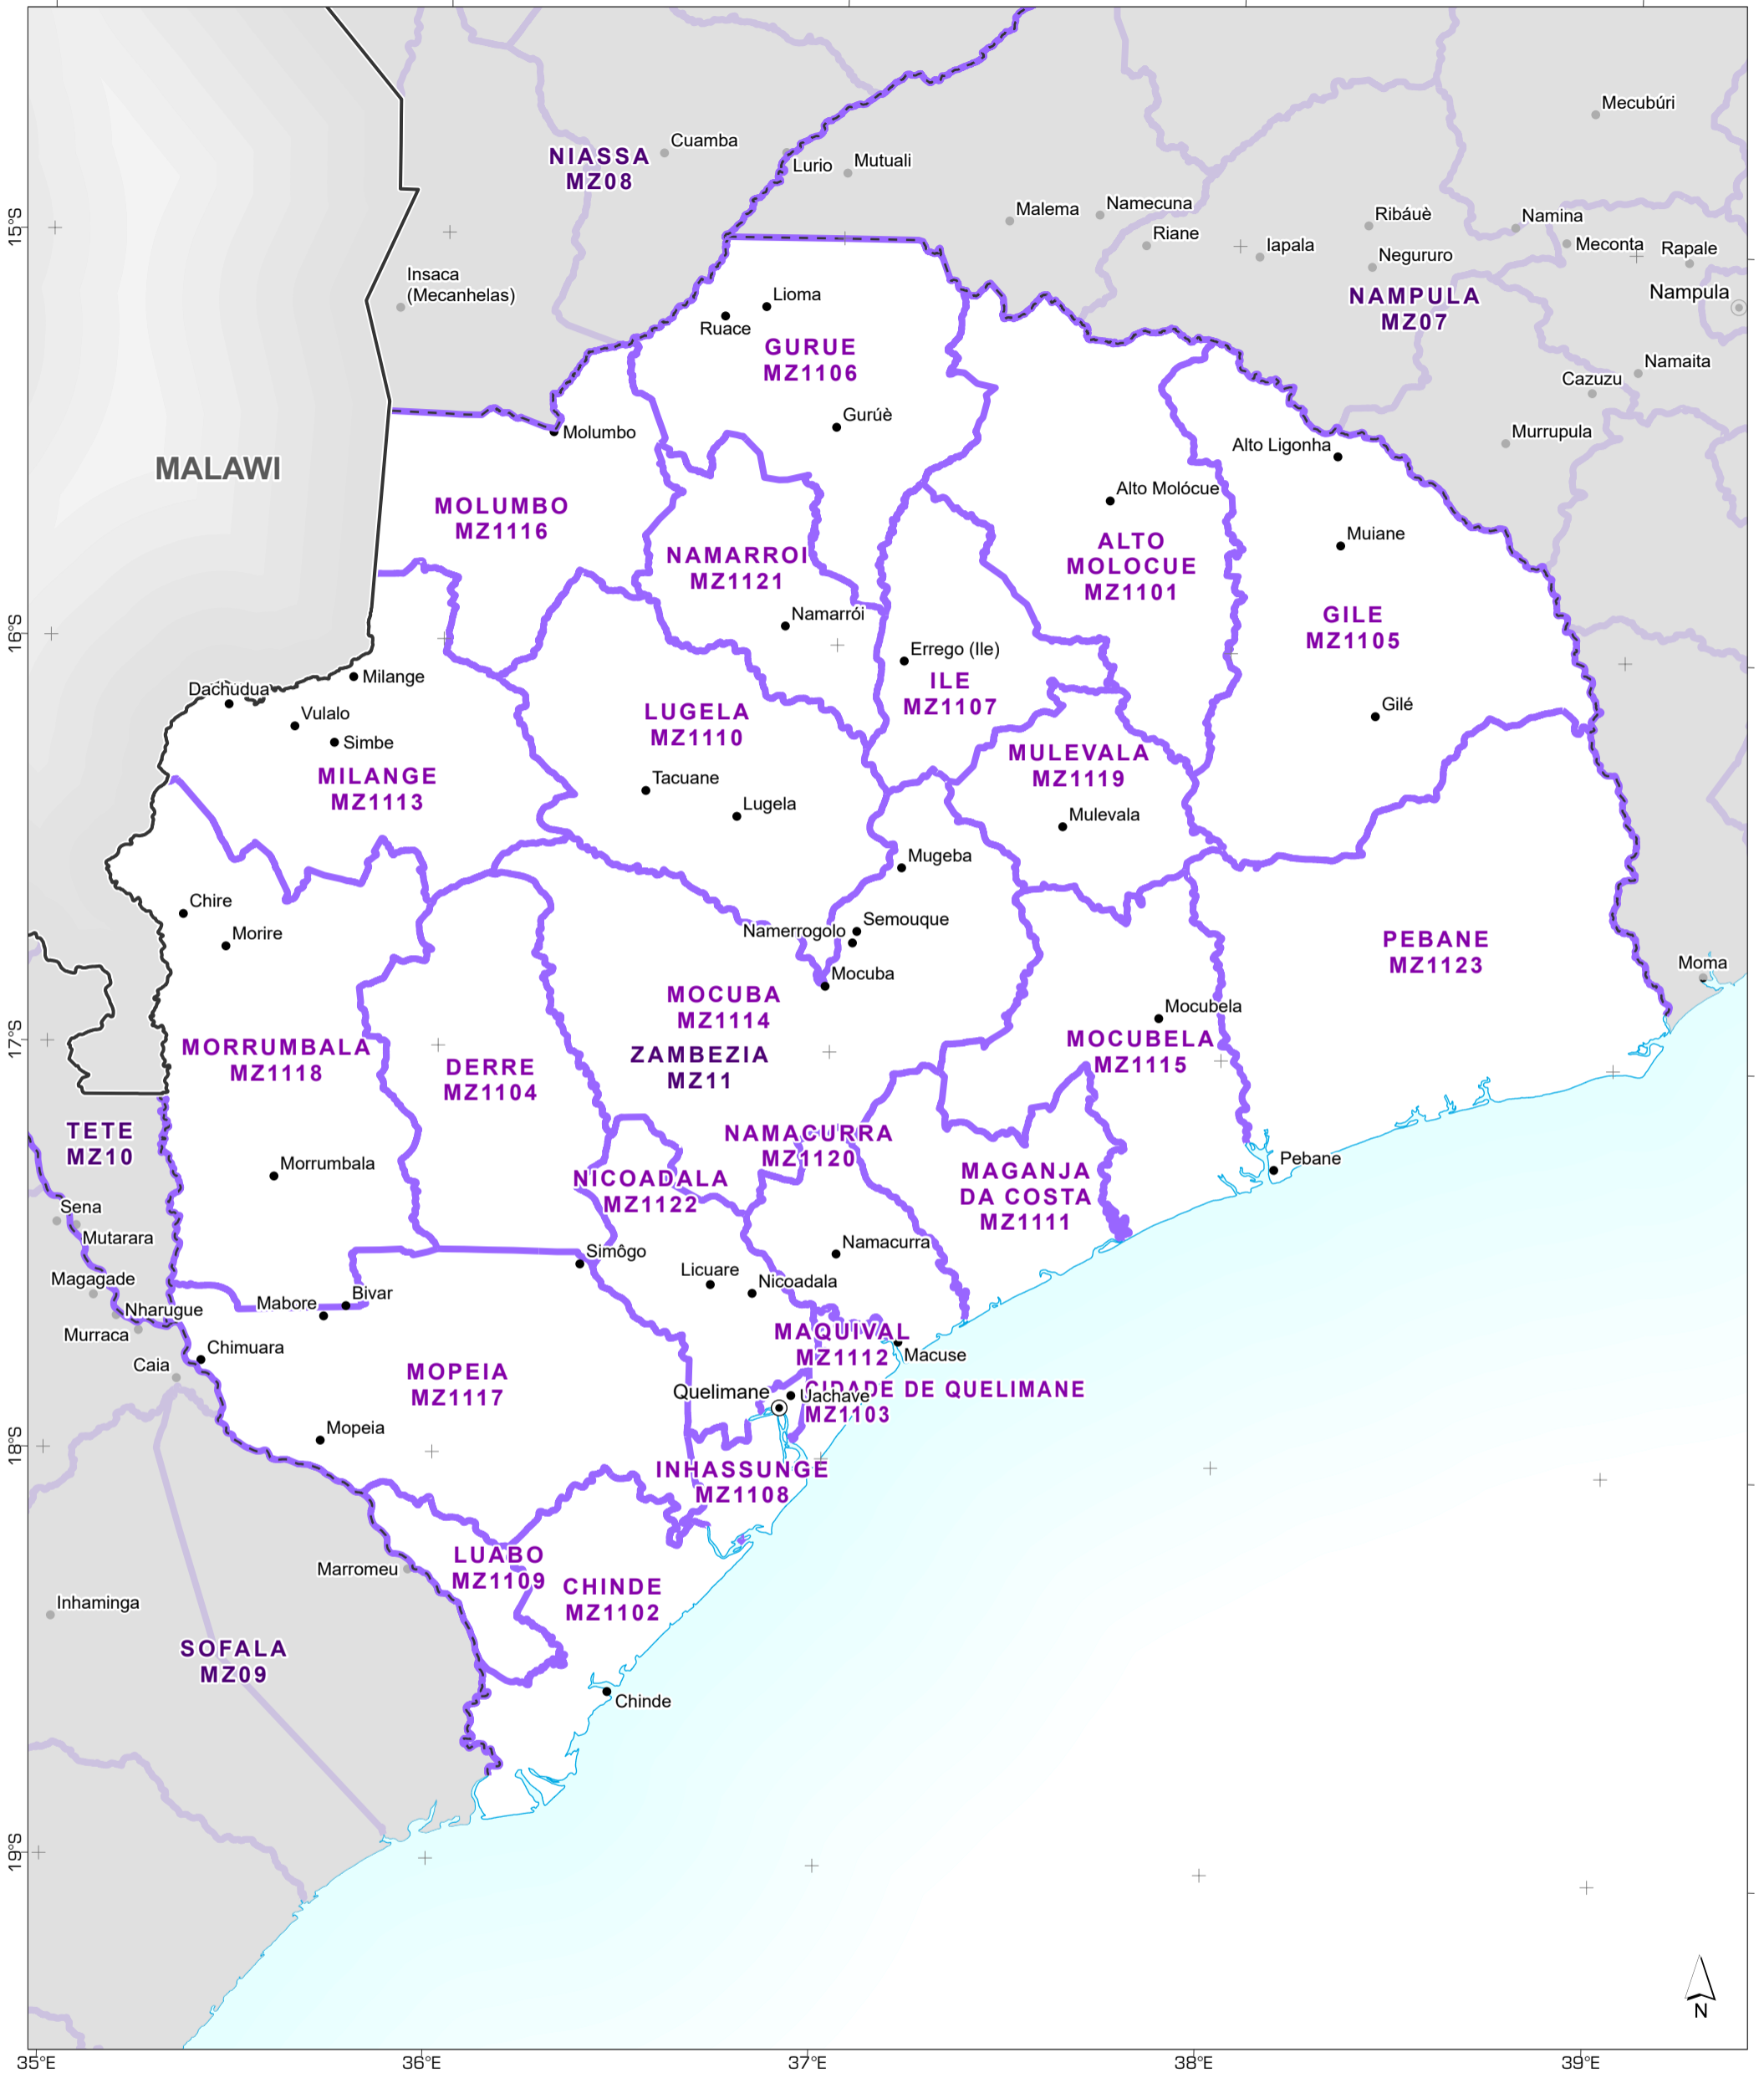 Mecubúri
Cuamba
NIASSA
MZ08
Lurio
Mutuali
Malema
Namecuna
Riane
Iapala
Ribáuè
Negururo
Namina
Meconta
Rapale
15°S
Insaca
(Mecanhelas)
NAMPULA
MZ07
Nampula
Lioma
Ruace
GURUE
MZ1106
Namaita
Cazuzu
Gurúè
Molumbo
Murrupula
Alto Ligonha
MALAWI
Alto Molócue
MOLUMBO
MZ1116
Muiane
NAMARROI
MZ1121
ALTO
MOLOCUE
MZ1101
Namarrói
GILE
MZ1105
16°S
Errego (Ile)
Milange
Dachudua
ILE
MZ1107
Gilé
Vulalo
Simbe
LUGELA
MZ1110
MULEVALA
MZ1119
MILANGE
MZ1113
Tacuane
Lugela
Mulevala
Mugeba
Chire
Morire
Semouque
Namerrogolo
Mocuba
PEBANE
MZ1123
Moma
MOCUBA
MZ1114
Mocubela
17°S
MORRUMBALA
MZ1118
DERRE
MZ1104
ZAMBEZIA
MZ11
MOCUBELA
MZ1115
TETE
MZ10
NAMACURRA
MZ1120
Morrumbala
NICOADALA
MZ1122
MAGANJA
DA COSTA
MZ1111
Pebane
Sena
Mutarara
Simôgo
Namacurra
Magagade
Licuare
Nicoadala
Bivar
Mabore
Nharugue
Murraca
Chimuara
MAQUIVAL
MZ1112
Macuse
Caia
MOPEIA
MZ1117
Quelimane
Uachave
CIDADE DE QUELIMANE
MZ1103
Mopeia
18°S
INHASSUNGE
MZ1108
LUABO
MZ1109
Marromeu
CHINDE
MZ1102
Inhaminga
SOFALA
MZ09
Chinde
19°S
N
35°E
36°E
37°E
38°E
39°E